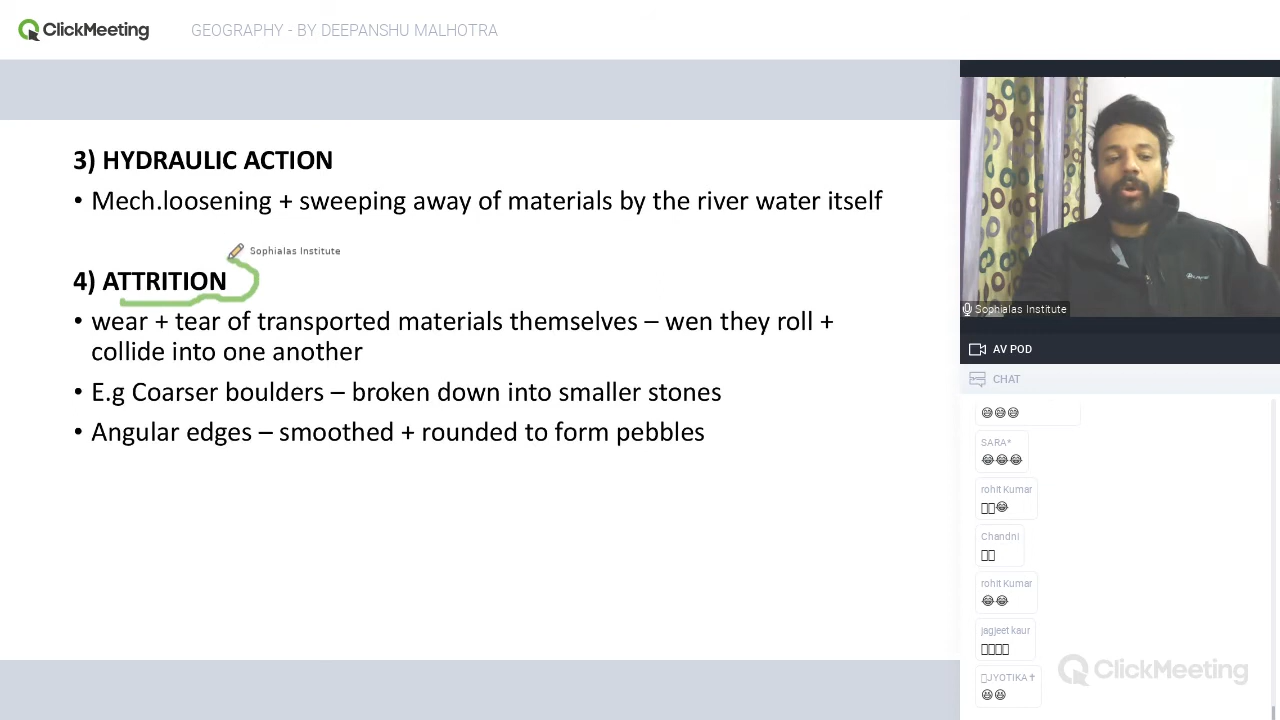 ClickMeeting
GEOGRAPHY - BY DEEPANSHU MALHOTRA
3) HYDRAULIC ACTION
• Mech.loosening + sweeping away of materials by the river water itself
Sophialas Institute
4) ATTRITION
• wear + tear of transported materials themselves – wen they roll +
collide into one another
• E.g Coarser boulders – broken down into smaller stones
• Angular edges – smoothed + rounded to form pebbles
Sophialas Institute
AV POD
CHAT
SARA*
rohit Kumar
Chandni
rohit Kumar
jagjeet kaur
JYOTIKA✝
ClickMeeting